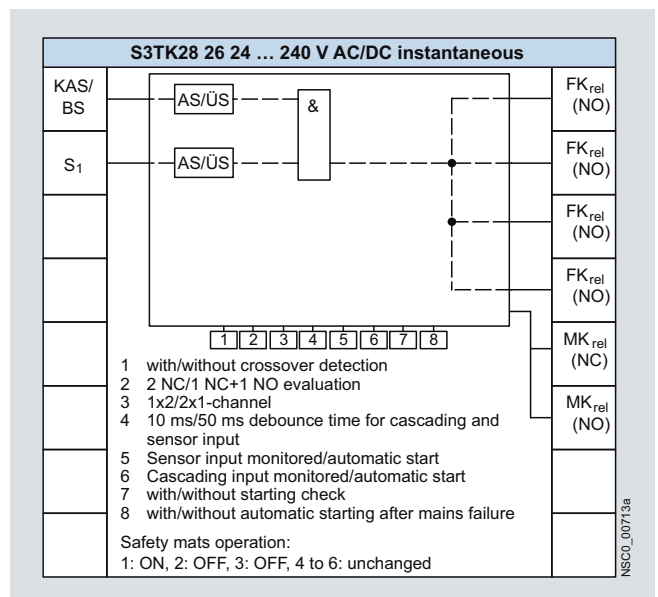 S3TK28 26 24 … 240 V AC/DC instantaneous
KAS/
BS
AS/ÜS
&
FKrel
(NO)
S1
AS/ÜS
FKrel
(NO)
FKrel
(NO)
FKrel
(NO)
1 2 3 4 5 6 7 8
MKrel
(NC)
MKrel
(NO)
1 with/without crossover detection
2 2 NC/1 NC+1 NO evaluation
3 1x2/2x1-channel
4 10 ms/50 ms debounce time for cascading and
sensor input
5 Sensor input monitored/automatic start
6 Cascading input monitored/automatic start
7 with/without starting check
8 with/without automatic starting after mains failure
Safety mats operation:
1: ON, 2: OFF, 3: OFF, 4 to 6: unchanged
NSC0_00713a